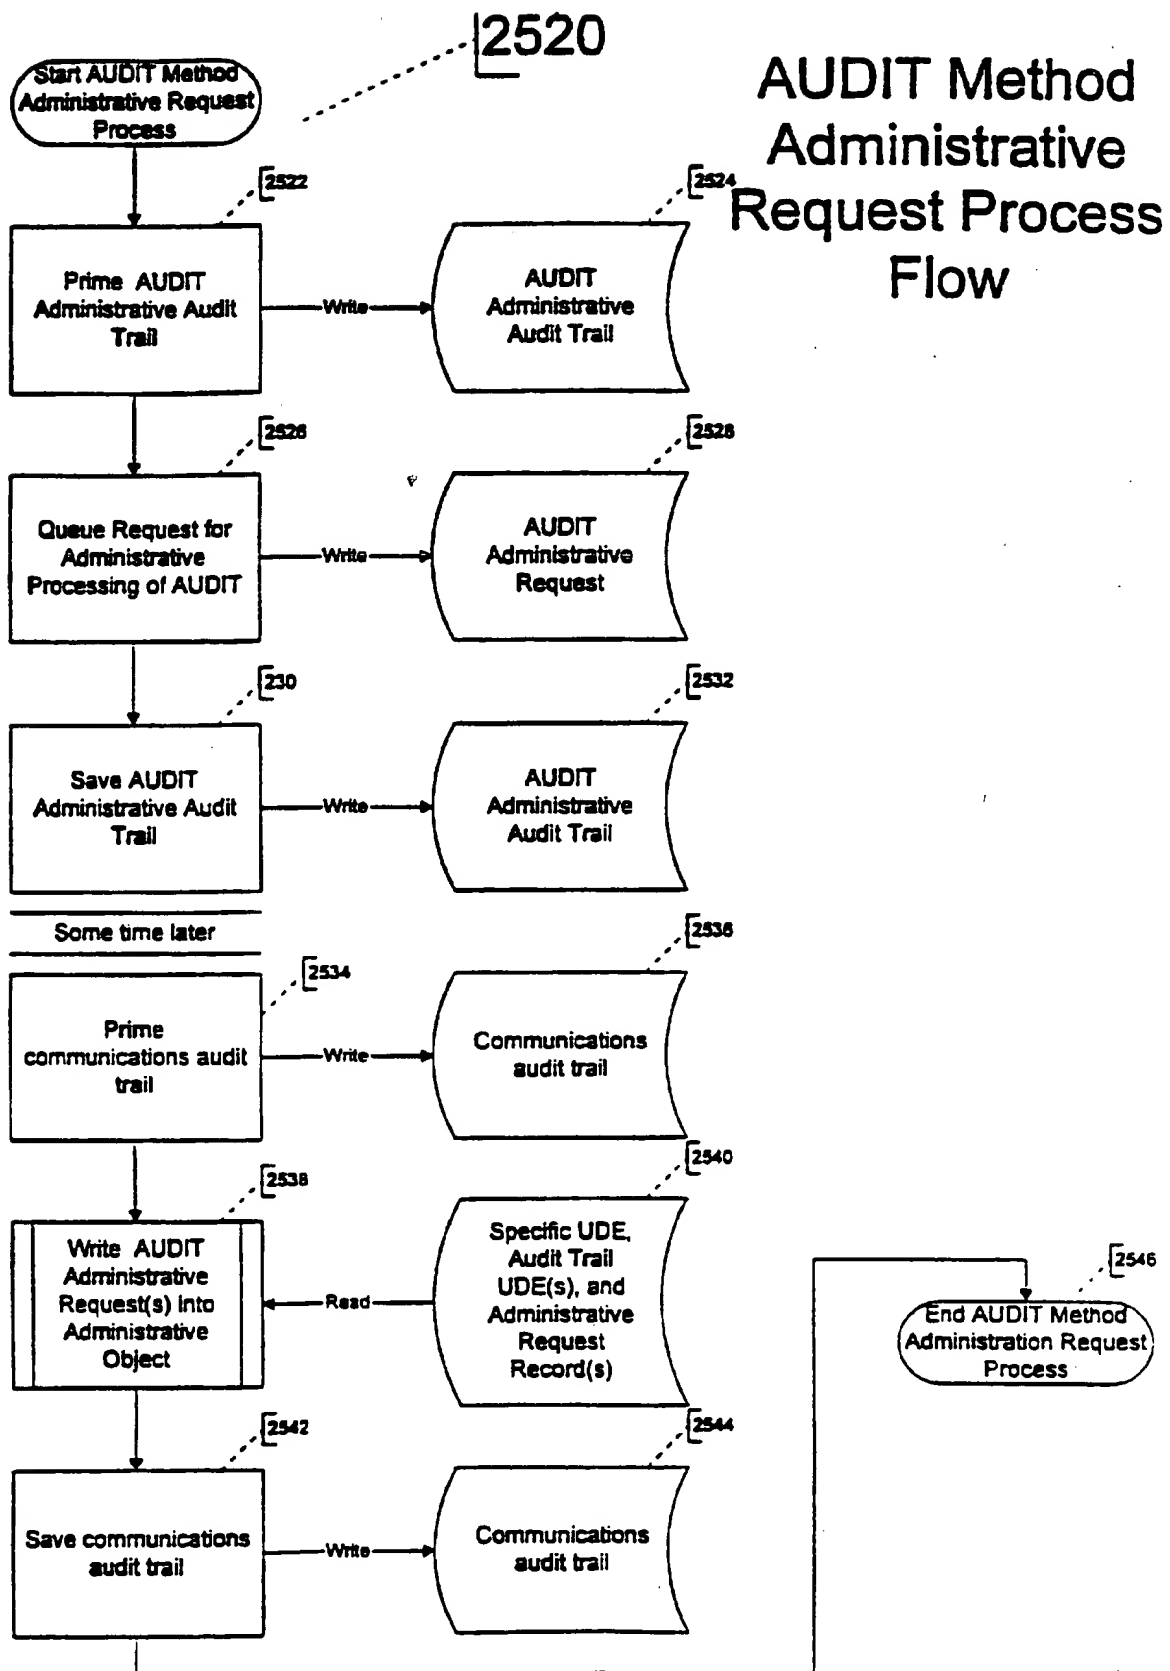 2520
AUDIT Method
Administrative
Request Process
Flow
Start AUDIT Method
Administrative Request
Process
2522
Prime AUDIT
Administrative Audit
Trail
Write
2524
AUDIT
Administrative
Audit Trail
2526
Queue Request for
Administrative
Processing of AUDIT
Write
2528
AUDIT
Administrative
Request
230
Save AUDIT
Administrative Audit
Trail
Write
2532
AUDIT
Administrative
Audit Trail
Some time later
2534
Prime
communications audit
trail
Write
2536
Communications
audit trail
2538
Write AUDIT
Administrative
Request(s) into
Administrative
Object
Read
2540
Specific UDE,
Audit Trail
UDE(s), and
Administrative
Request
Record(s)
2542
Save communications
audit trail
Write
2544
Communications
audit trail
2546
End AUDIT Method
Administration Request
Process